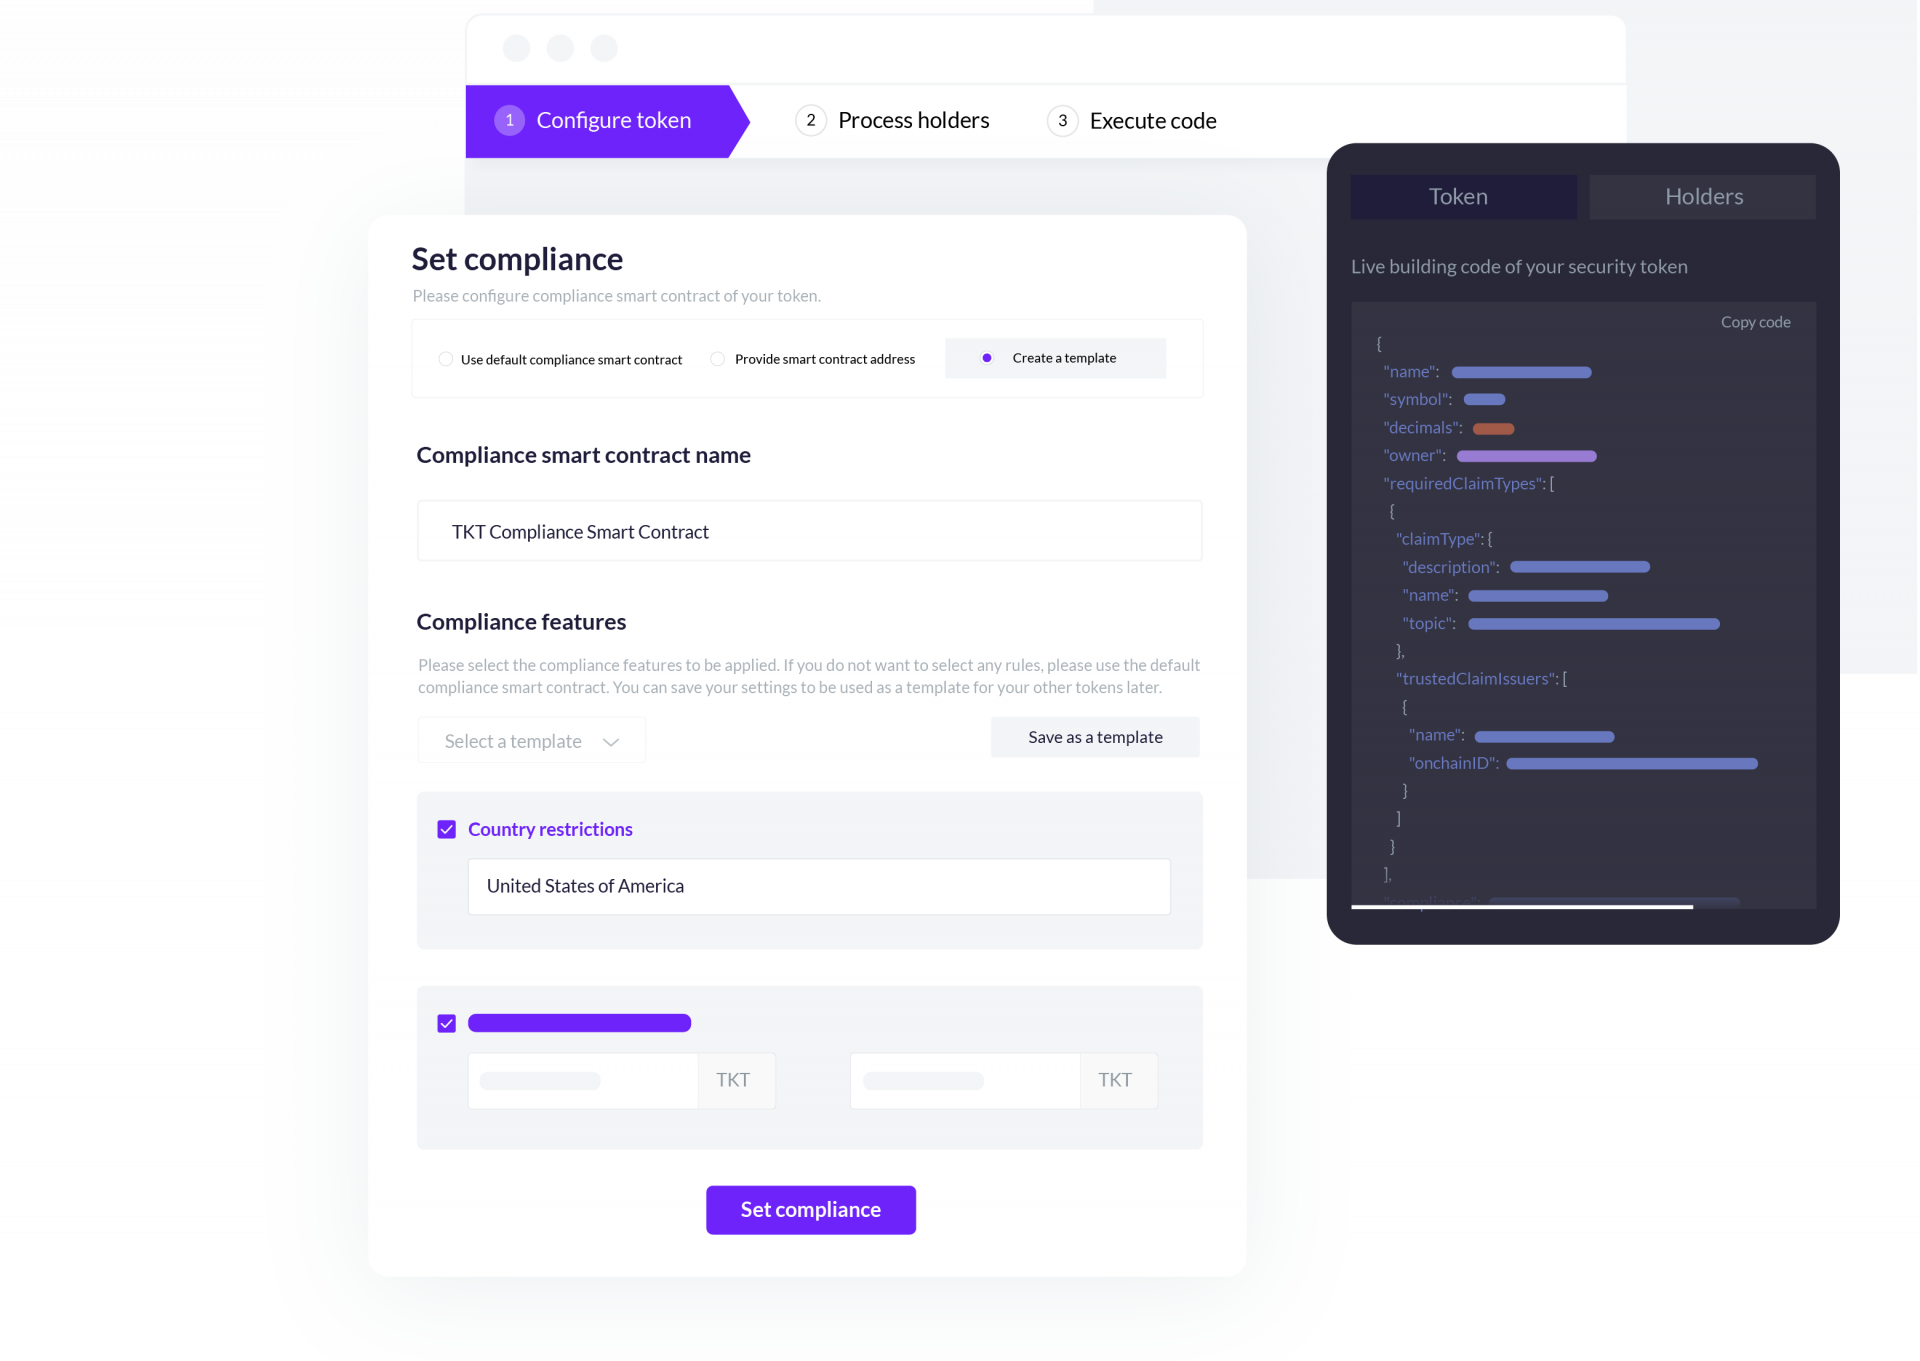 1 Configure token
2 Process holders
3 Execute code
Set compliance
Please configure compliance smart contract of your token.
Use default compliance smart contract
Provide smart contract address
Create a template
Compliance smart contract name
TKT Compliance Smart Contract
Compliance features
Please select the compliance features to be applied. If you do not want to select any rules, please use the default
compliance smart contract. You can save your settings to be used as a template for your other tokens later.
Select a template
Save as a template
Country restrictions
United States of America
TKT
TKT
Set compliance
Token
Holders
Live building code of your security token
Copy code
{
"name":
"symbol":
"decimals":
"owner":
"requiredClaimTypes": [
{
"claimType": {
"description":
"name":
"topic":
},
"trustedClaimIssuers": [
{
"name":
"onchainID":
}
]
}
],
"compliance":